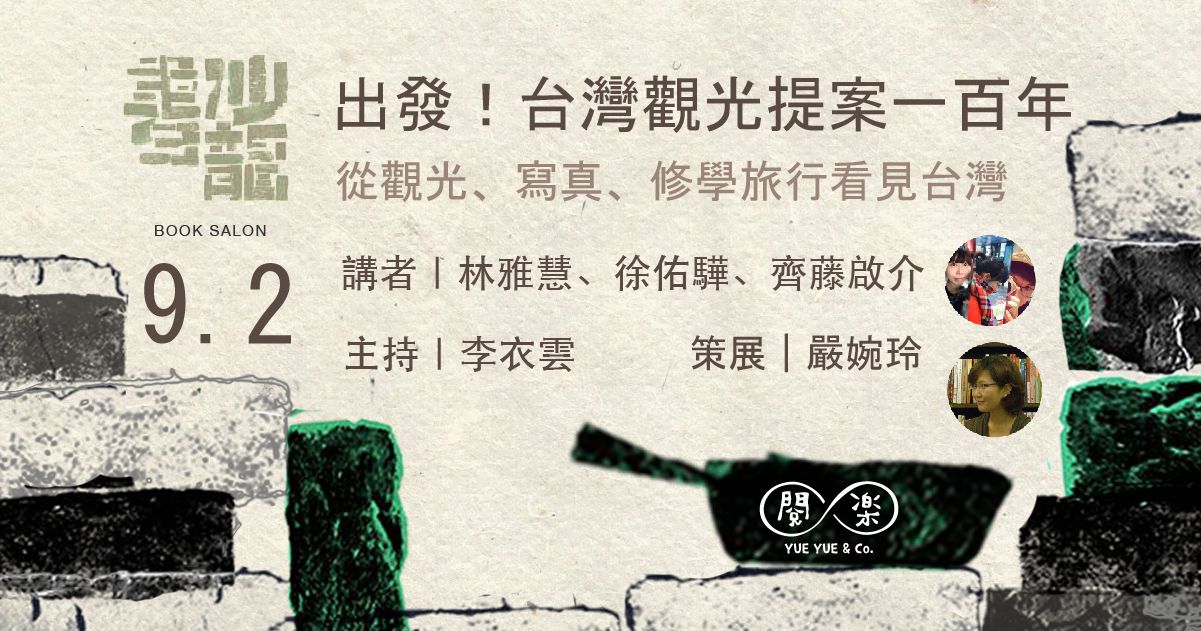 書沙龍
BOOK SALON
9.2
出發！台灣觀光提案一百年
從觀光、寫真、修學旅行看見台灣
講者｜林雅慧、徐佑驊、齊藤啟介
主持｜李衣雲
策展｜嚴婉玲
閱楽
YUE YUE & Co.